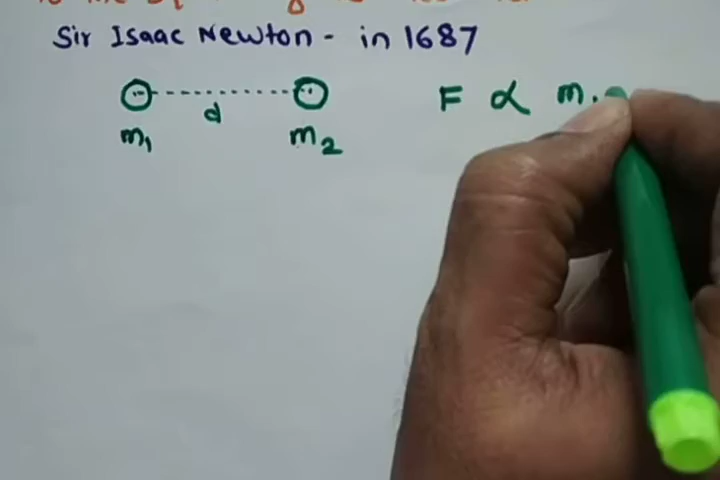 Sir Isaac Newton - in 1687
d
F ∝ m
m1 m2